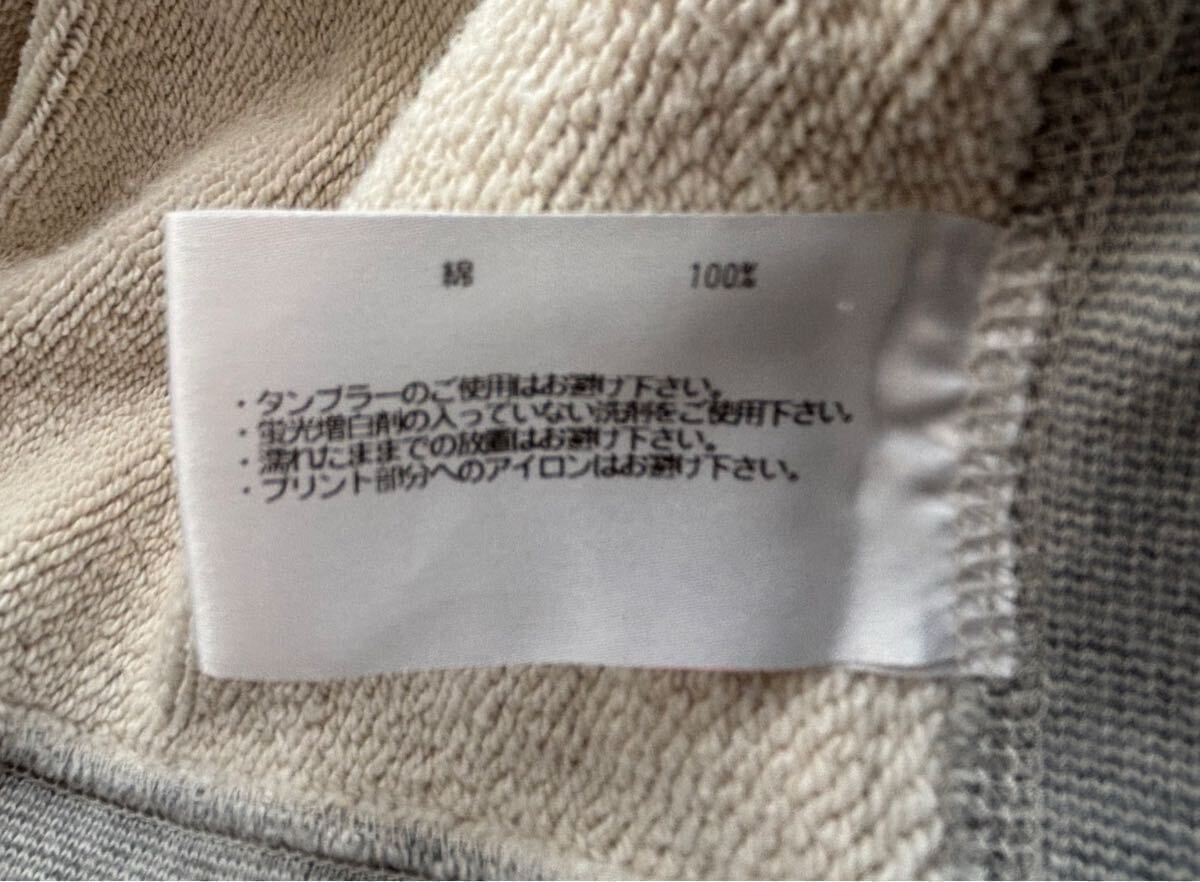 綿 100%
・タンブラーのご使用はお避け下さい。
・蛍光増白剤の入っていない洗剤をご使用下さい。
・濡れたままでの放置はお避け下さい。
・プリント部分へのアイロンはお避け下さい。